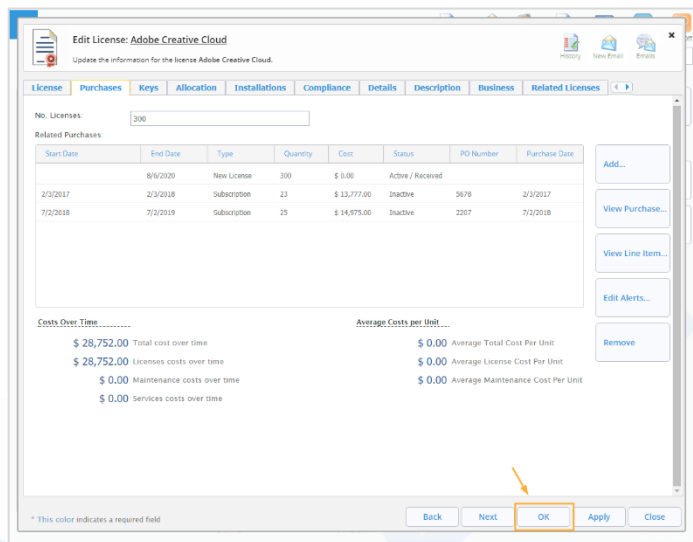 Edit License: Adobe Creative Cloud
Update the information for the license Adobe Creative Cloud.
History New Email Emails
License Purchases Keys Allocation Installations Compliance Details Description Business Related Licenses
No. Licenses: 300
Related Purchases:
Start Date End Date Type Quantity Cost Status PO Number Purchase Date
8/6/2020 New License 300 $ 0.00 Active / Received
2/3/2017 2/3/2018 Subscription 23 $ 13,777.00 Inactive 5678 2/3/2017
7/2/2018 7/2/2019 Subscription 25 $ 14,975.00 Inactive 2207 7/2/2018
Add...
View Purchase...
View Line Item...
Edit Alerts...
Remove
Costs Over Time
$ 28,752.00 Total cost over time
$ 28,752.00 Licenses costs over time
$ 0.00 Maintenance costs over time
$ 0.00 Services costs over time
Average Costs per Unit
$ 0.00 Average Total Cost Per Unit
$ 0.00 Average License Cost Per Unit
$ 0.00 Average Maintenance Cost Per Unit
* This color indicates a required field
Back Next OK Apply Close